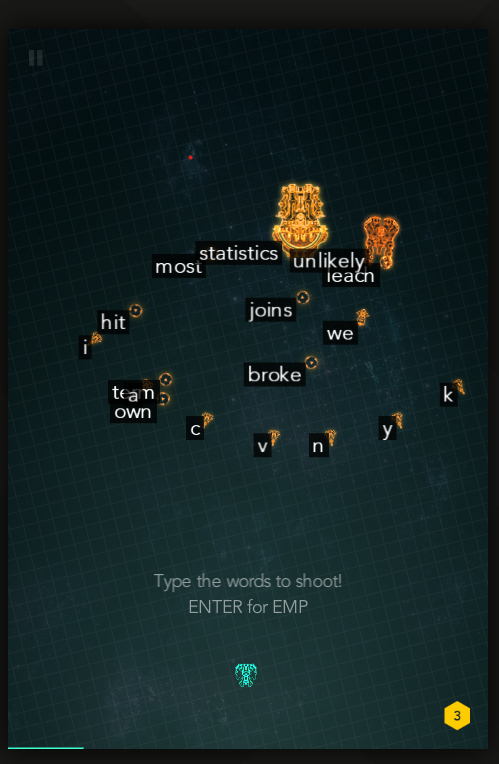 statistics
most
unlikely
leach
joins
hit
we
i
broke
team
a
own
k
c
y
v
n
Type the words to shoot!
ENTER for EMP
3